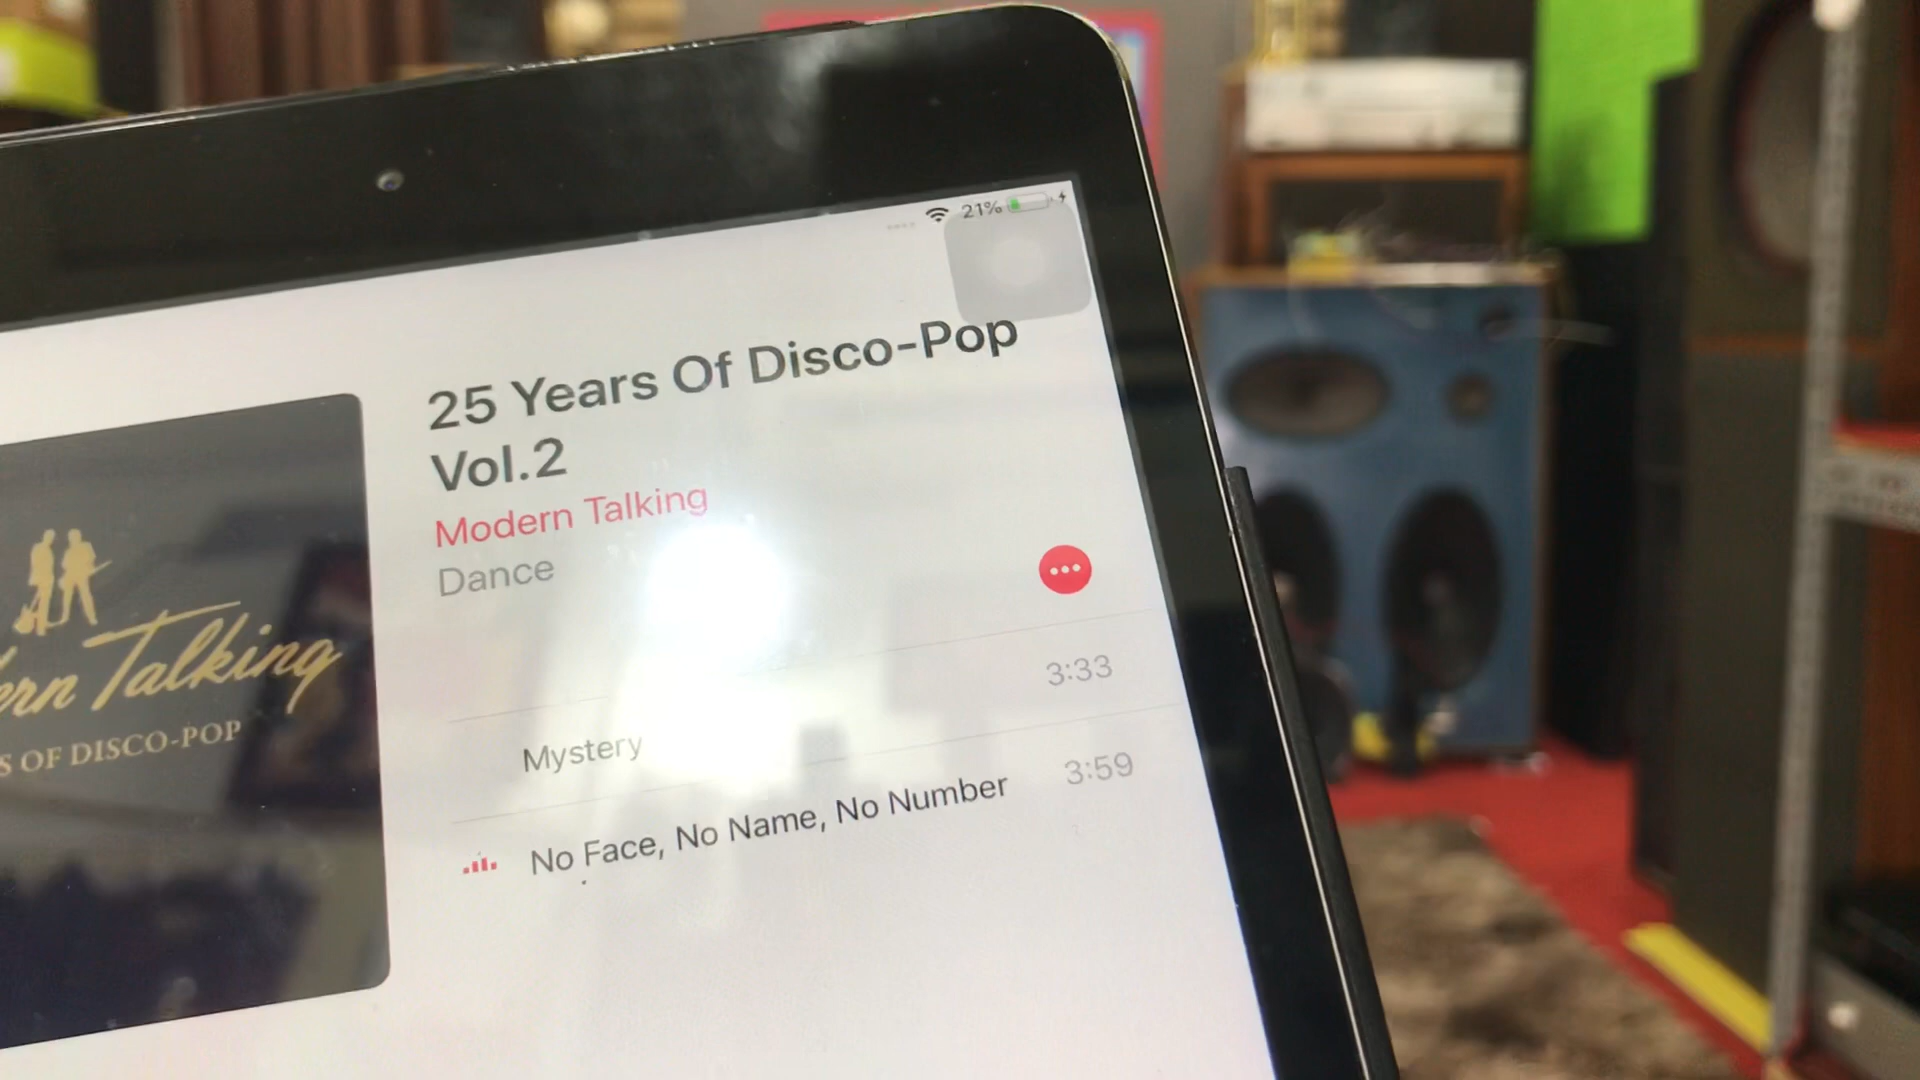 21%
25 Years Of Disco-Pop
Vol.2
Modern Talking
Dance
Mystery 3:33
No Face, No Name, No Number 3:59
ern Talking
S OF DISCO-POP